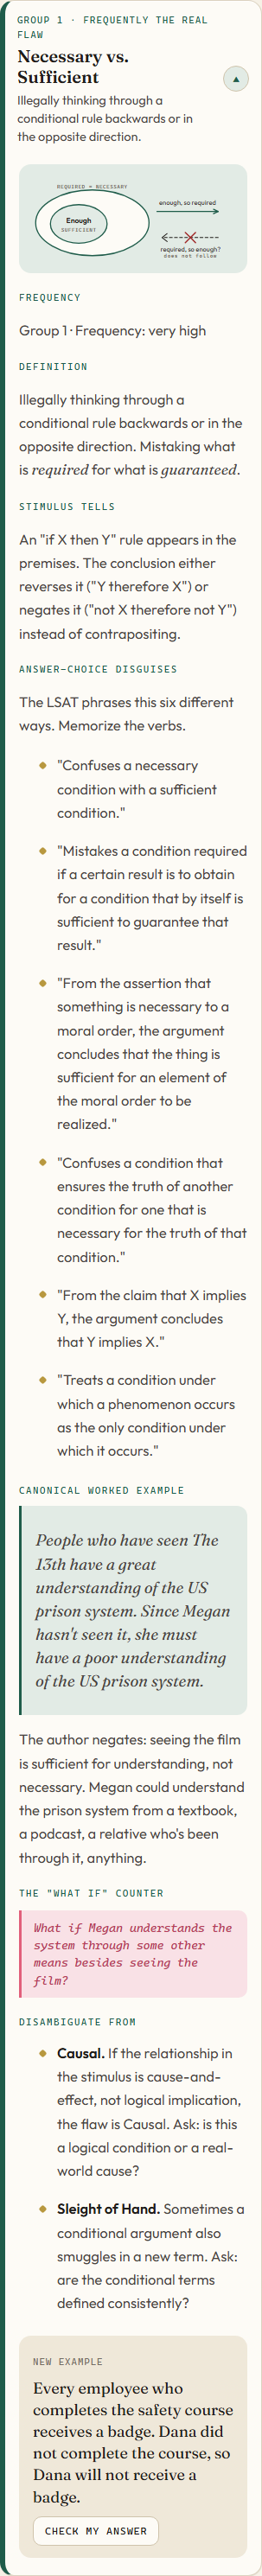 GROUP 1 · FREQUENTLY THE REAL
FLAW
Necessary vs.
Sufficient
▲
Illegally thinking through a
conditional rule backwards or in
the opposite direction.
REQUIRED = NECESSARY
Enough
SUFFICIENT
enough, so required
required, so enough?
does not follow
FREQUENCY
Group 1 · Frequency: very high
DEFINITION
Illegally thinking through a
conditional rule backwards or in the
opposite direction. Mistaking what
is required for what is guaranteed.
STIMULUS TELLS
An "if X then Y" rule appears in the
premises. The conclusion either
reverses it ("Y therefore X") or
negates it ("not X therefore not Y")
instead of contrapositing.
ANSWER-CHOICE DISGUISES
The LSAT phrases this six different
ways. Memorize the verbs.
"Confuses a necessary
condition with a sufficient
condition."
"Mistakes a condition required
if a certain result is to obtain
for a condition that by itself is
sufficient to guarantee that
result."
"From the assertion that
something is necessary to a
moral order, the argument
concludes that the thing is
sufficient for an element of
the moral order to be
realized."
"Confuses a condition that
ensures the truth of another
condition for one that is
necessary for the truth of that
condition."
"From the claim that X implies
Y, the argument concludes
that Y implies X."
"Treats a condition under
which a phenomenon occurs
as the only condition under
which it occurs."
CANONICAL WORKED EXAMPLE
People who have seen The
13th have a great
understanding of the US
prison system. Since Megan
hasn't seen it, she must
have a poor understanding
of the US prison system.
The author negates: seeing the film
is sufficient for understanding, not
necessary. Megan could understand
the prison system from a textbook,
a podcast, a relative who's been
through it, anything.
THE "WHAT IF" COUNTER
What if Megan understands the
system through some other
means besides seeing the
film?
DISAMBIGUATE FROM
Causal. If the relationship in
the stimulus is cause-and-
effect, not logical implication,
the flaw is Causal. Ask: is this
a logical condition or a real-
world cause?
Sleight of Hand. Sometimes a
conditional argument also
smuggles in a new term. Ask:
are the conditional terms
defined consistently?
NEW EXAMPLE
Every employee who
completes the safety course
receives a badge. Dana did
not complete the course, so
Dana will not receive a
badge.
CHECK MY ANSWER